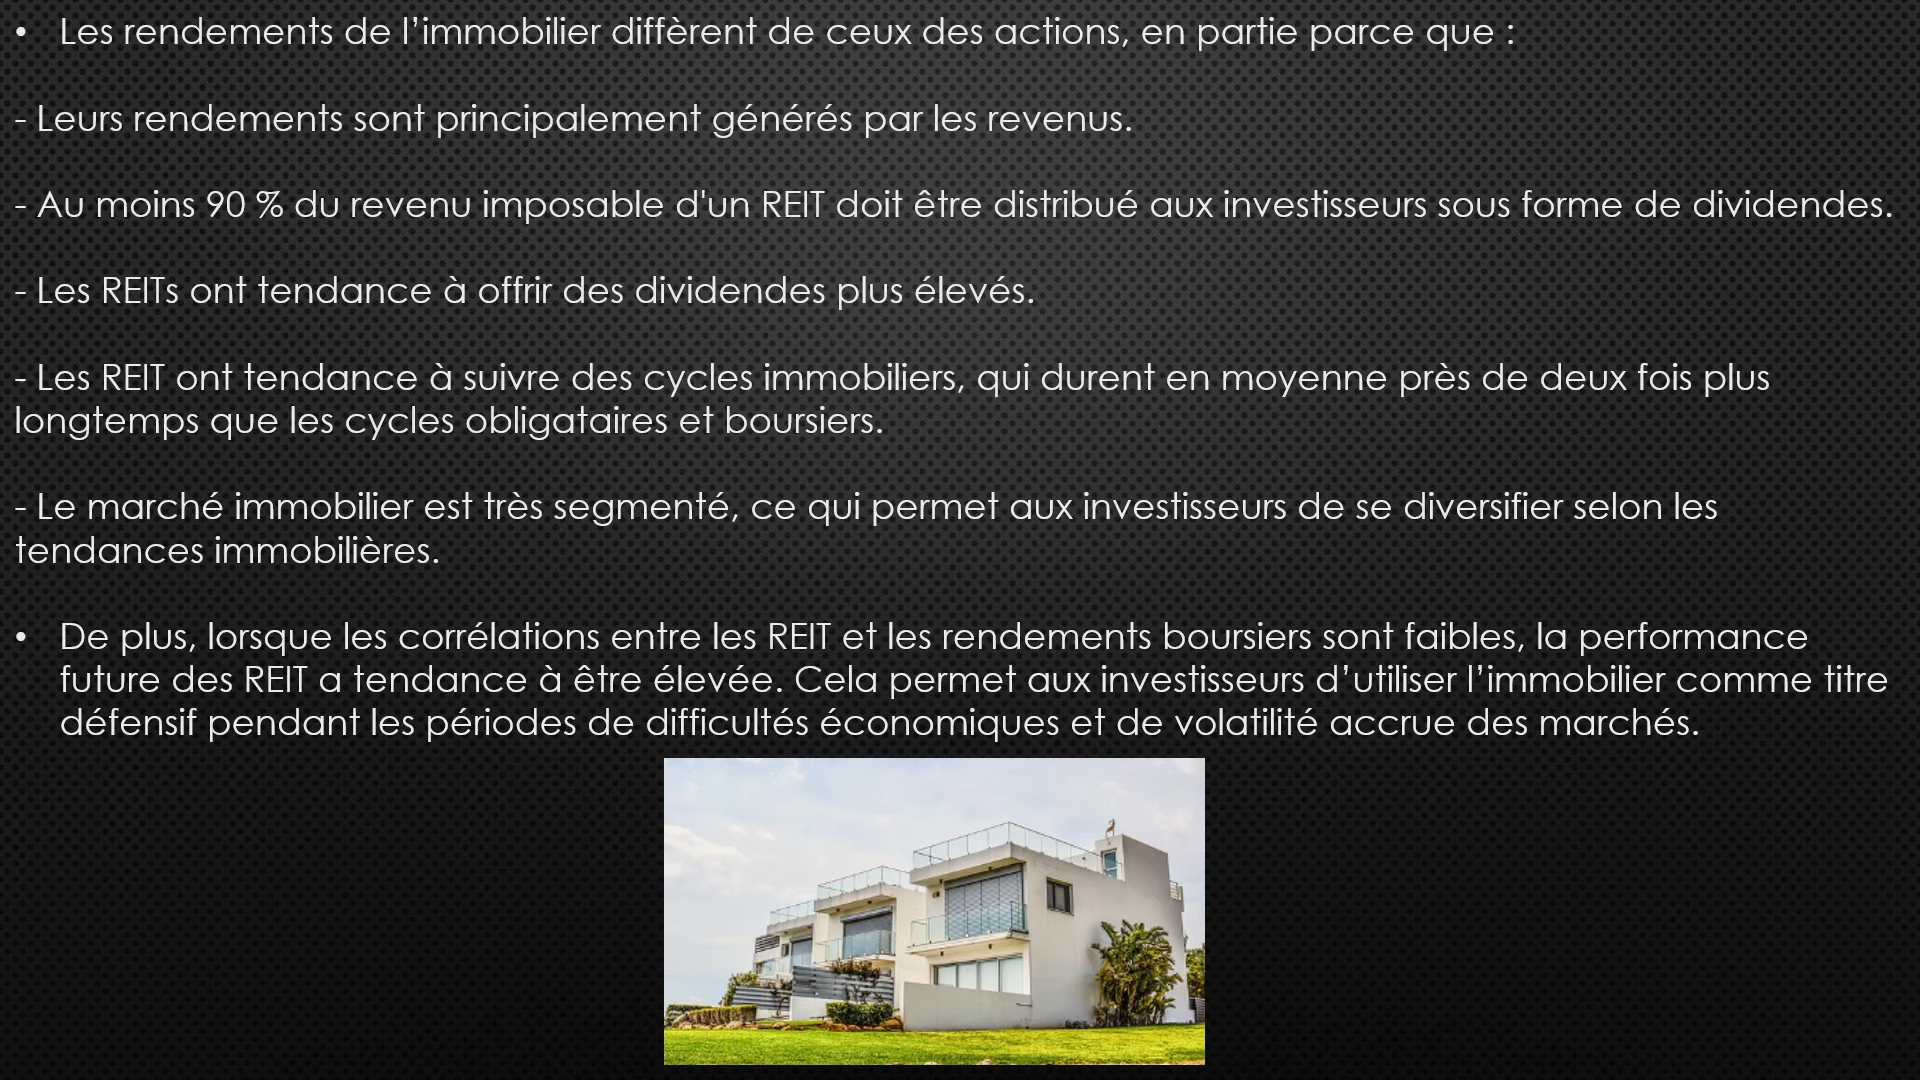 • Les rendements de l’immobilier diffèrent de ceux des actions, en partie parce que :
- Leurs rendements sont principalement générés par les revenus.
- Au moins 90 % du revenu imposable d'un REIT doit être distribué aux investisseurs sous forme de dividendes.
- Les REITs ont tendance à offrir des dividendes plus élevés.
- Les REIT ont tendance à suivre des cycles immobiliers, qui durent en moyenne près de deux fois plus
longtemps que les cycles obligataires et boursiers.
- Le marché immobilier est très segmenté, ce qui permet aux investisseurs de se diversifier selon les
tendances immobilières.
• De plus, lorsque les corrélations entre les REIT et les rendements boursiers sont faibles, la performance
future des REIT a tendance à être élevée. Cela permet aux investisseurs d’utiliser l’immobilier comme titre
défensif pendant les périodes de difficultés économiques et de volatilité accrue des marchés.